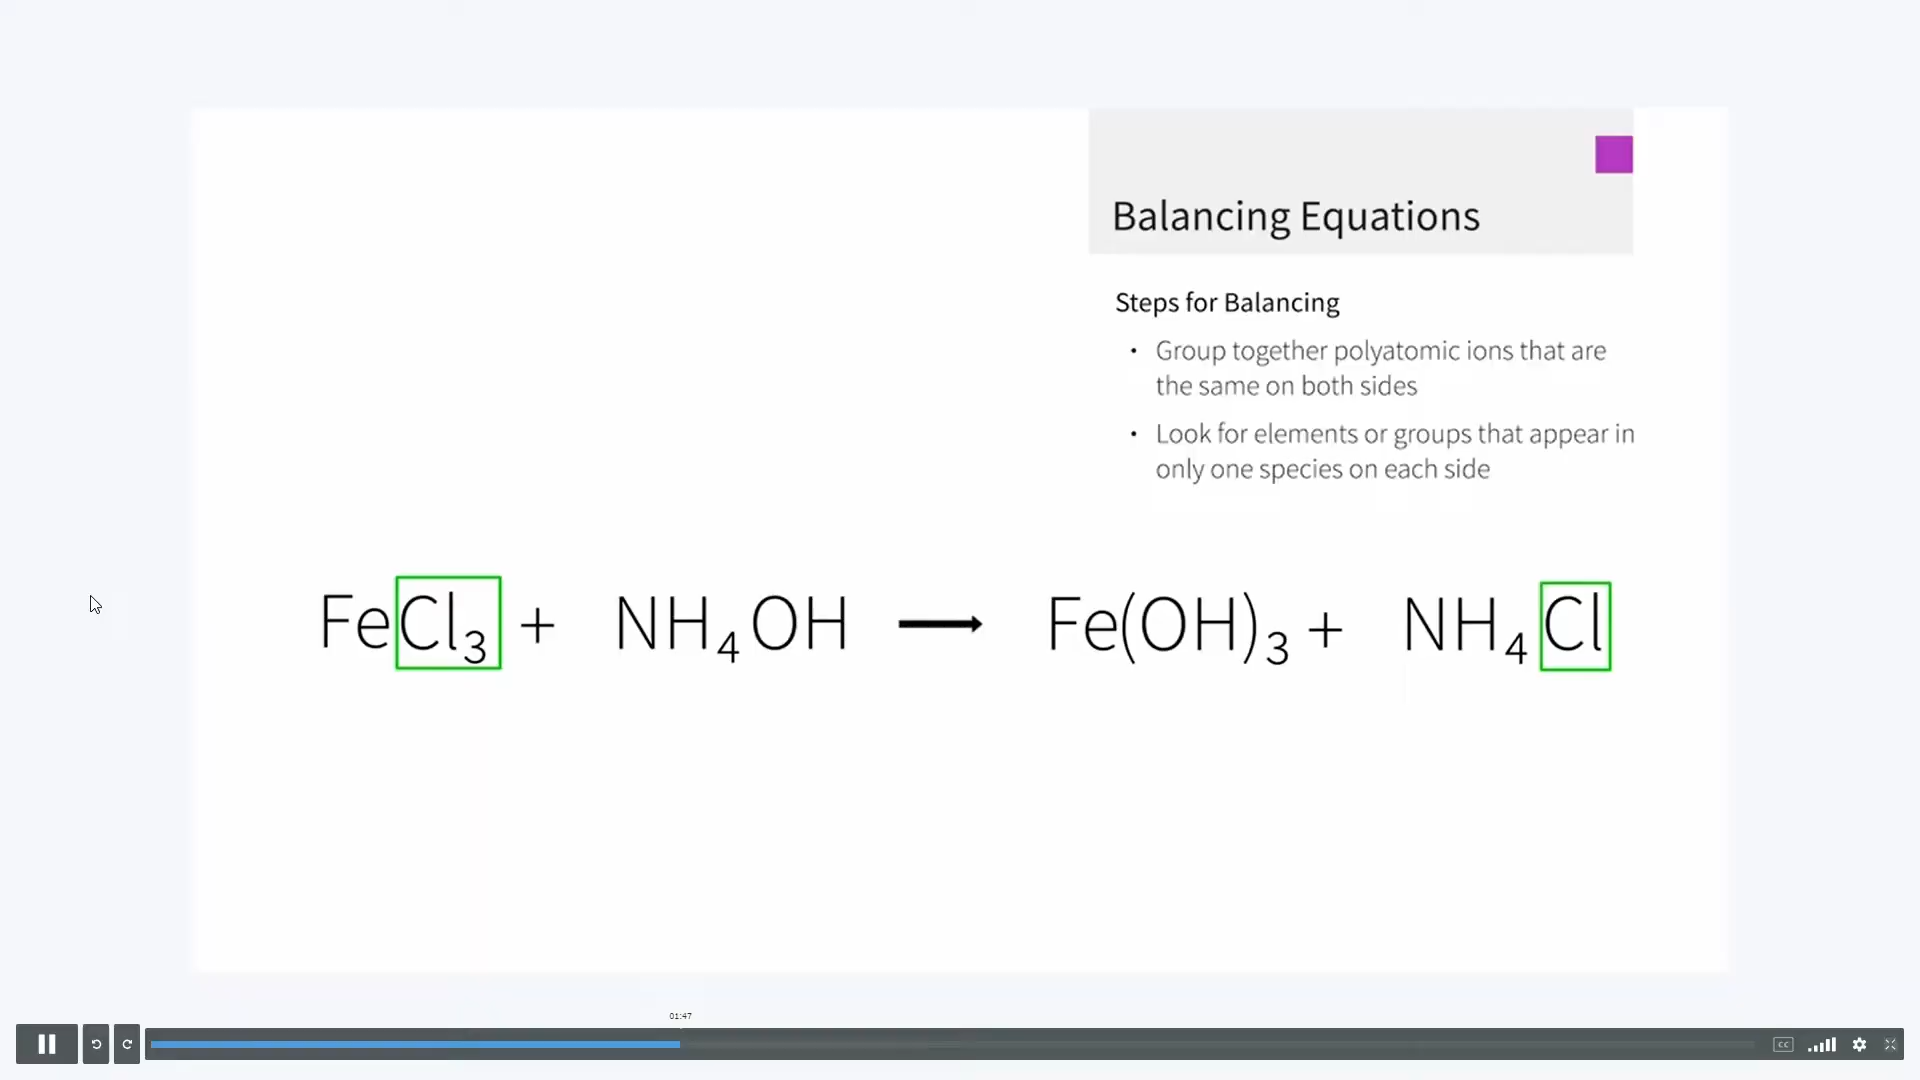 Balancing Equations
Steps for Balancing
• Group together polyatomic ions that are
the same on both sides
• Look for elements or groups that appear in
only one species on each side
FeCl₃ + NH₄OH ⟶ Fe(OH)₃ + NH₄Cl
01:47
CC